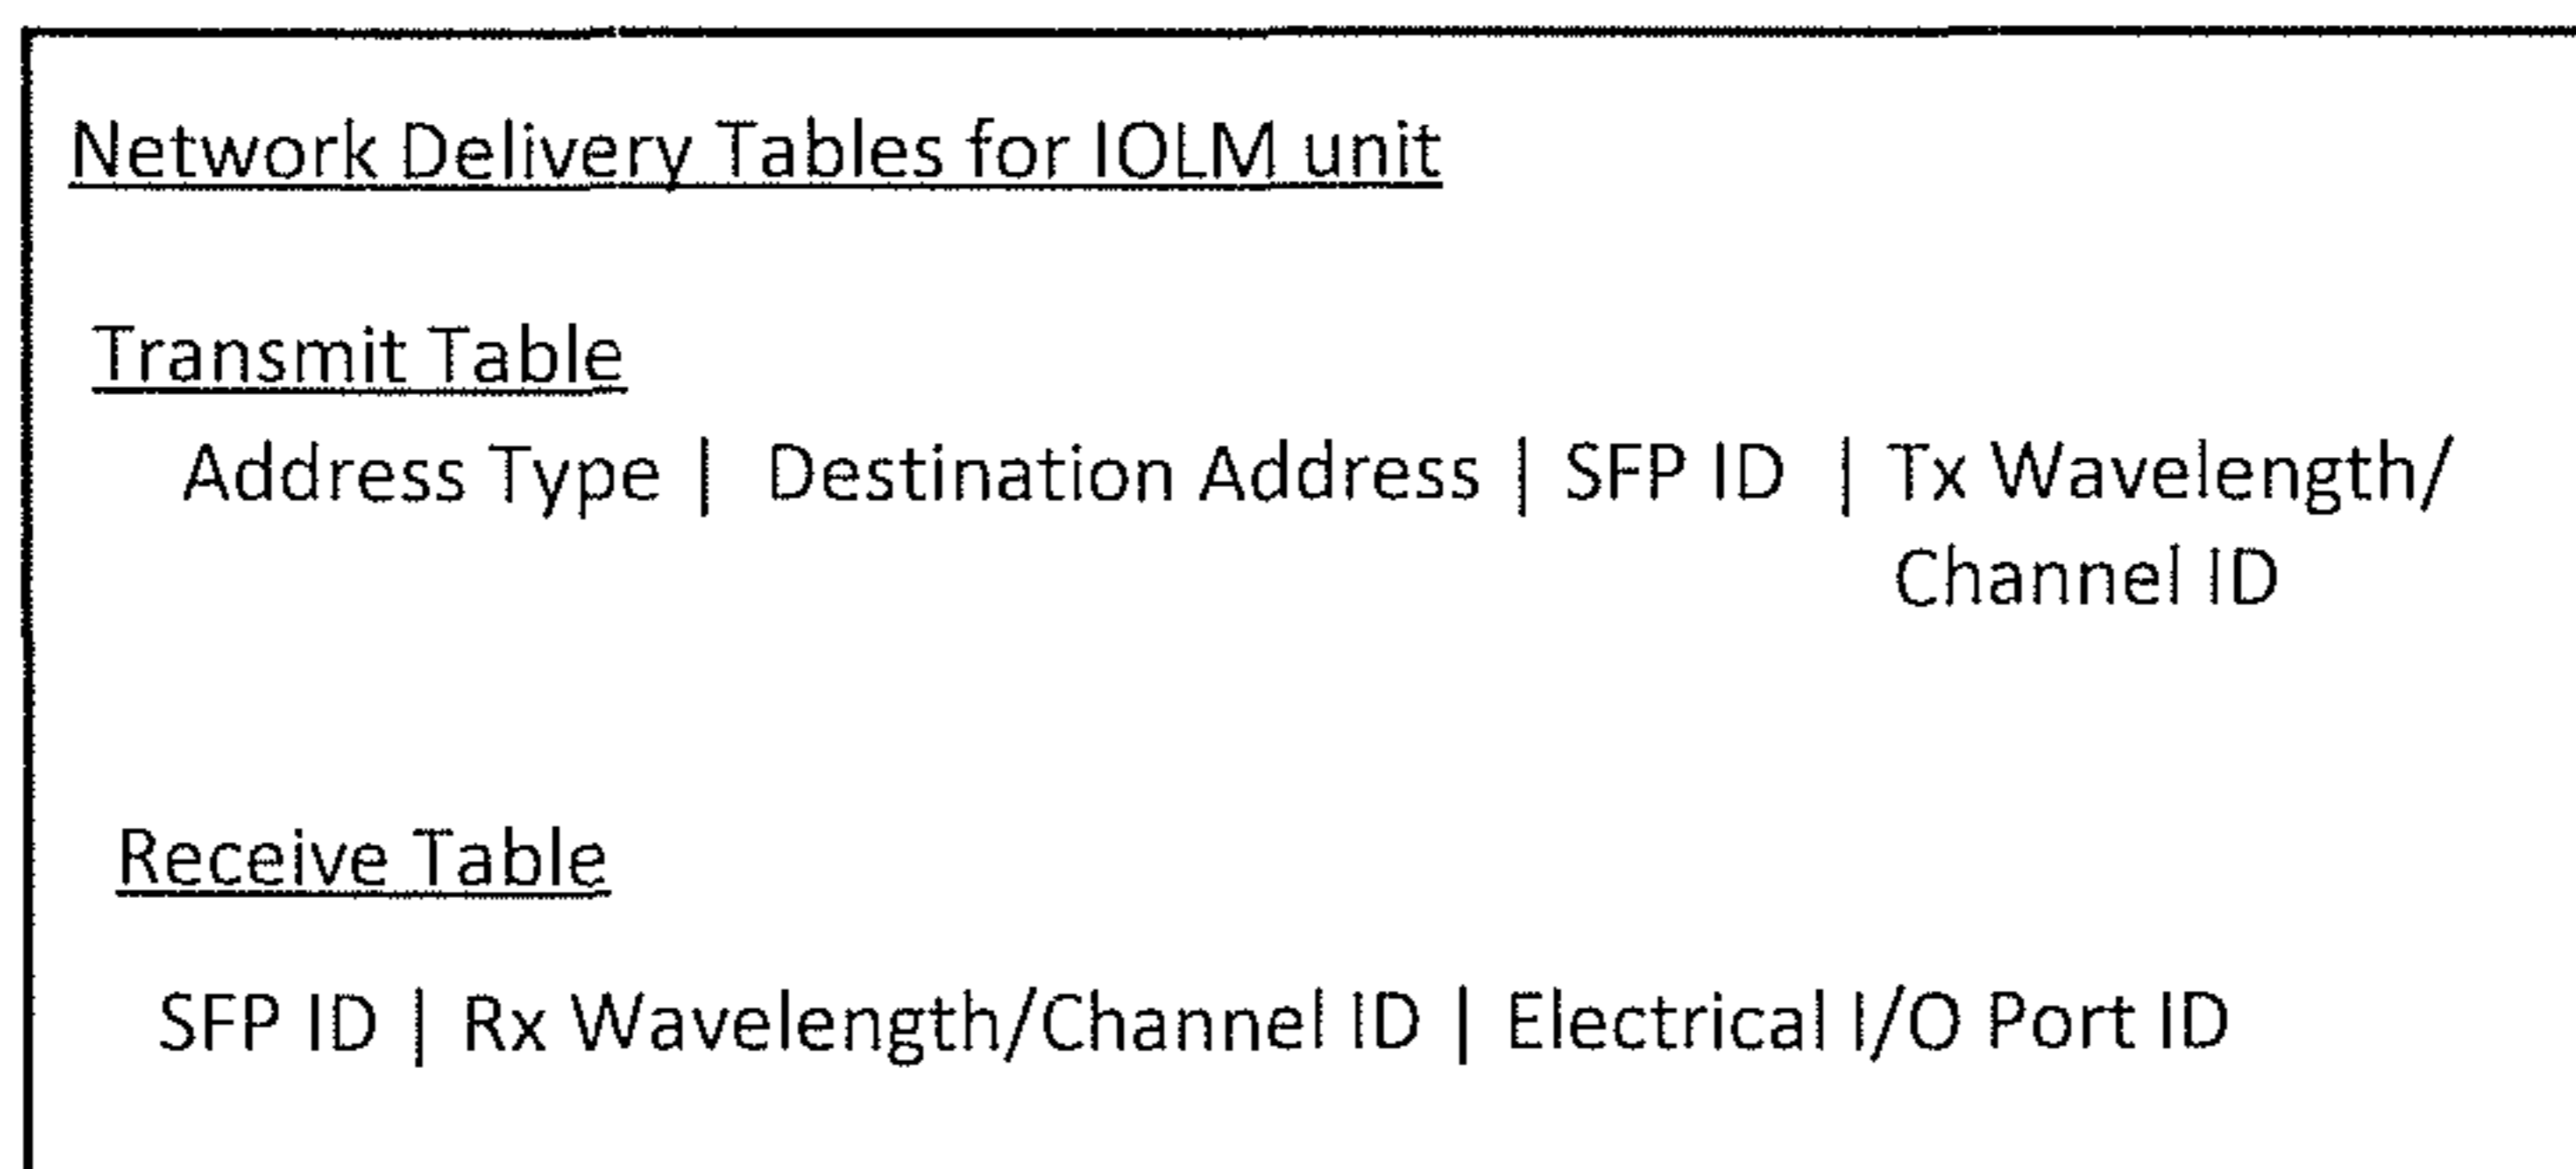 Network Delivery Tables for IOLM unit
Transmit Table
Address Type | Destination Address | SFP ID | Tx Wavelength/
Channel ID
Receive Table
SFP ID | Rx Wavelength/Channel ID | Electrical I/O Port ID